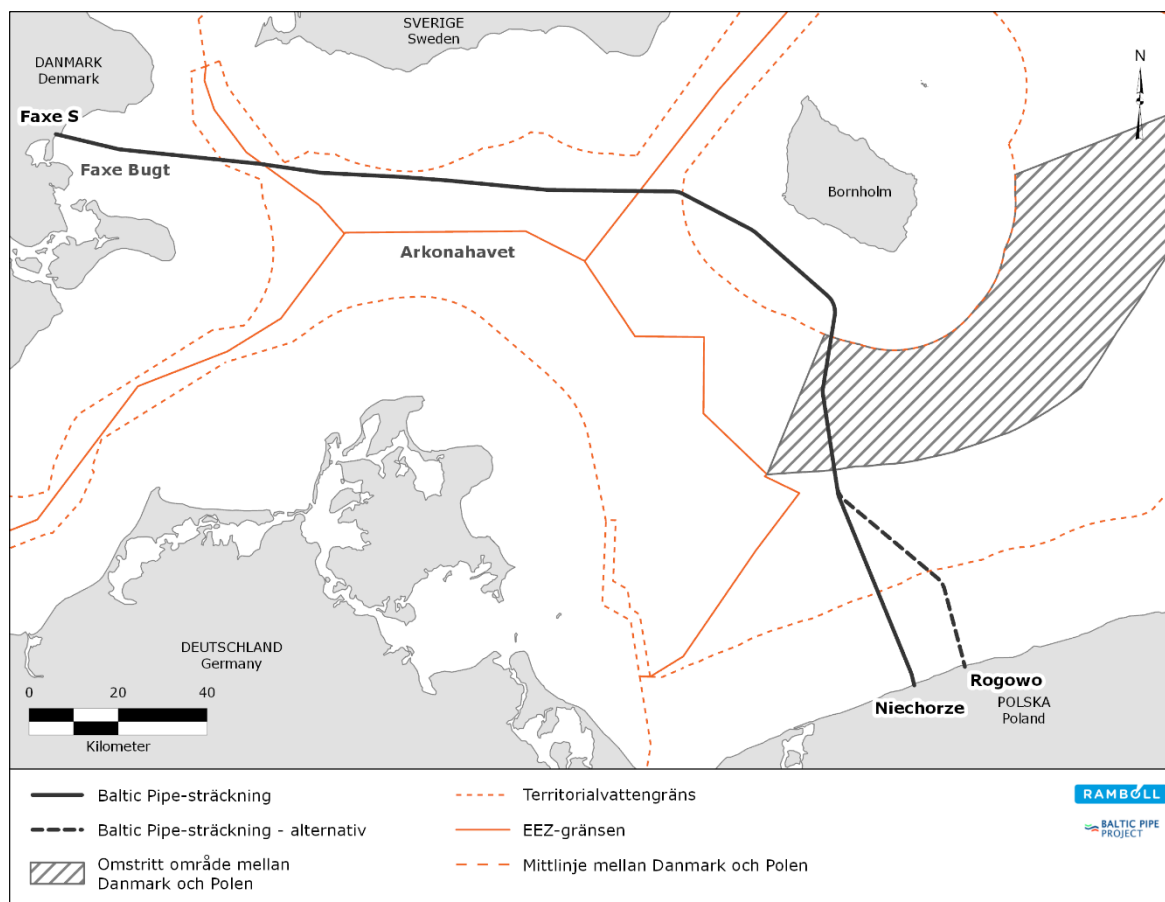 SVERIGE
Sweden
DANMARK
Denmark
N
Faxe S
Faxe Bugt
Bornholm
Arkonahavet
DEUTSCHLAND
Germany
Rogowo
Niechorze
POLSKA
Poland
0 20 40
Kilometer
Baltic Pipe-sträckning
Baltic Pipe-sträckning - alternativ
Omstritt område mellan
Danmark och Polen
Territorialvattengräns
EEZ-gränsen
Mittlinje mellan Danmark och Polen
RAMBOLL
BALTIC PIPE
PROJECT